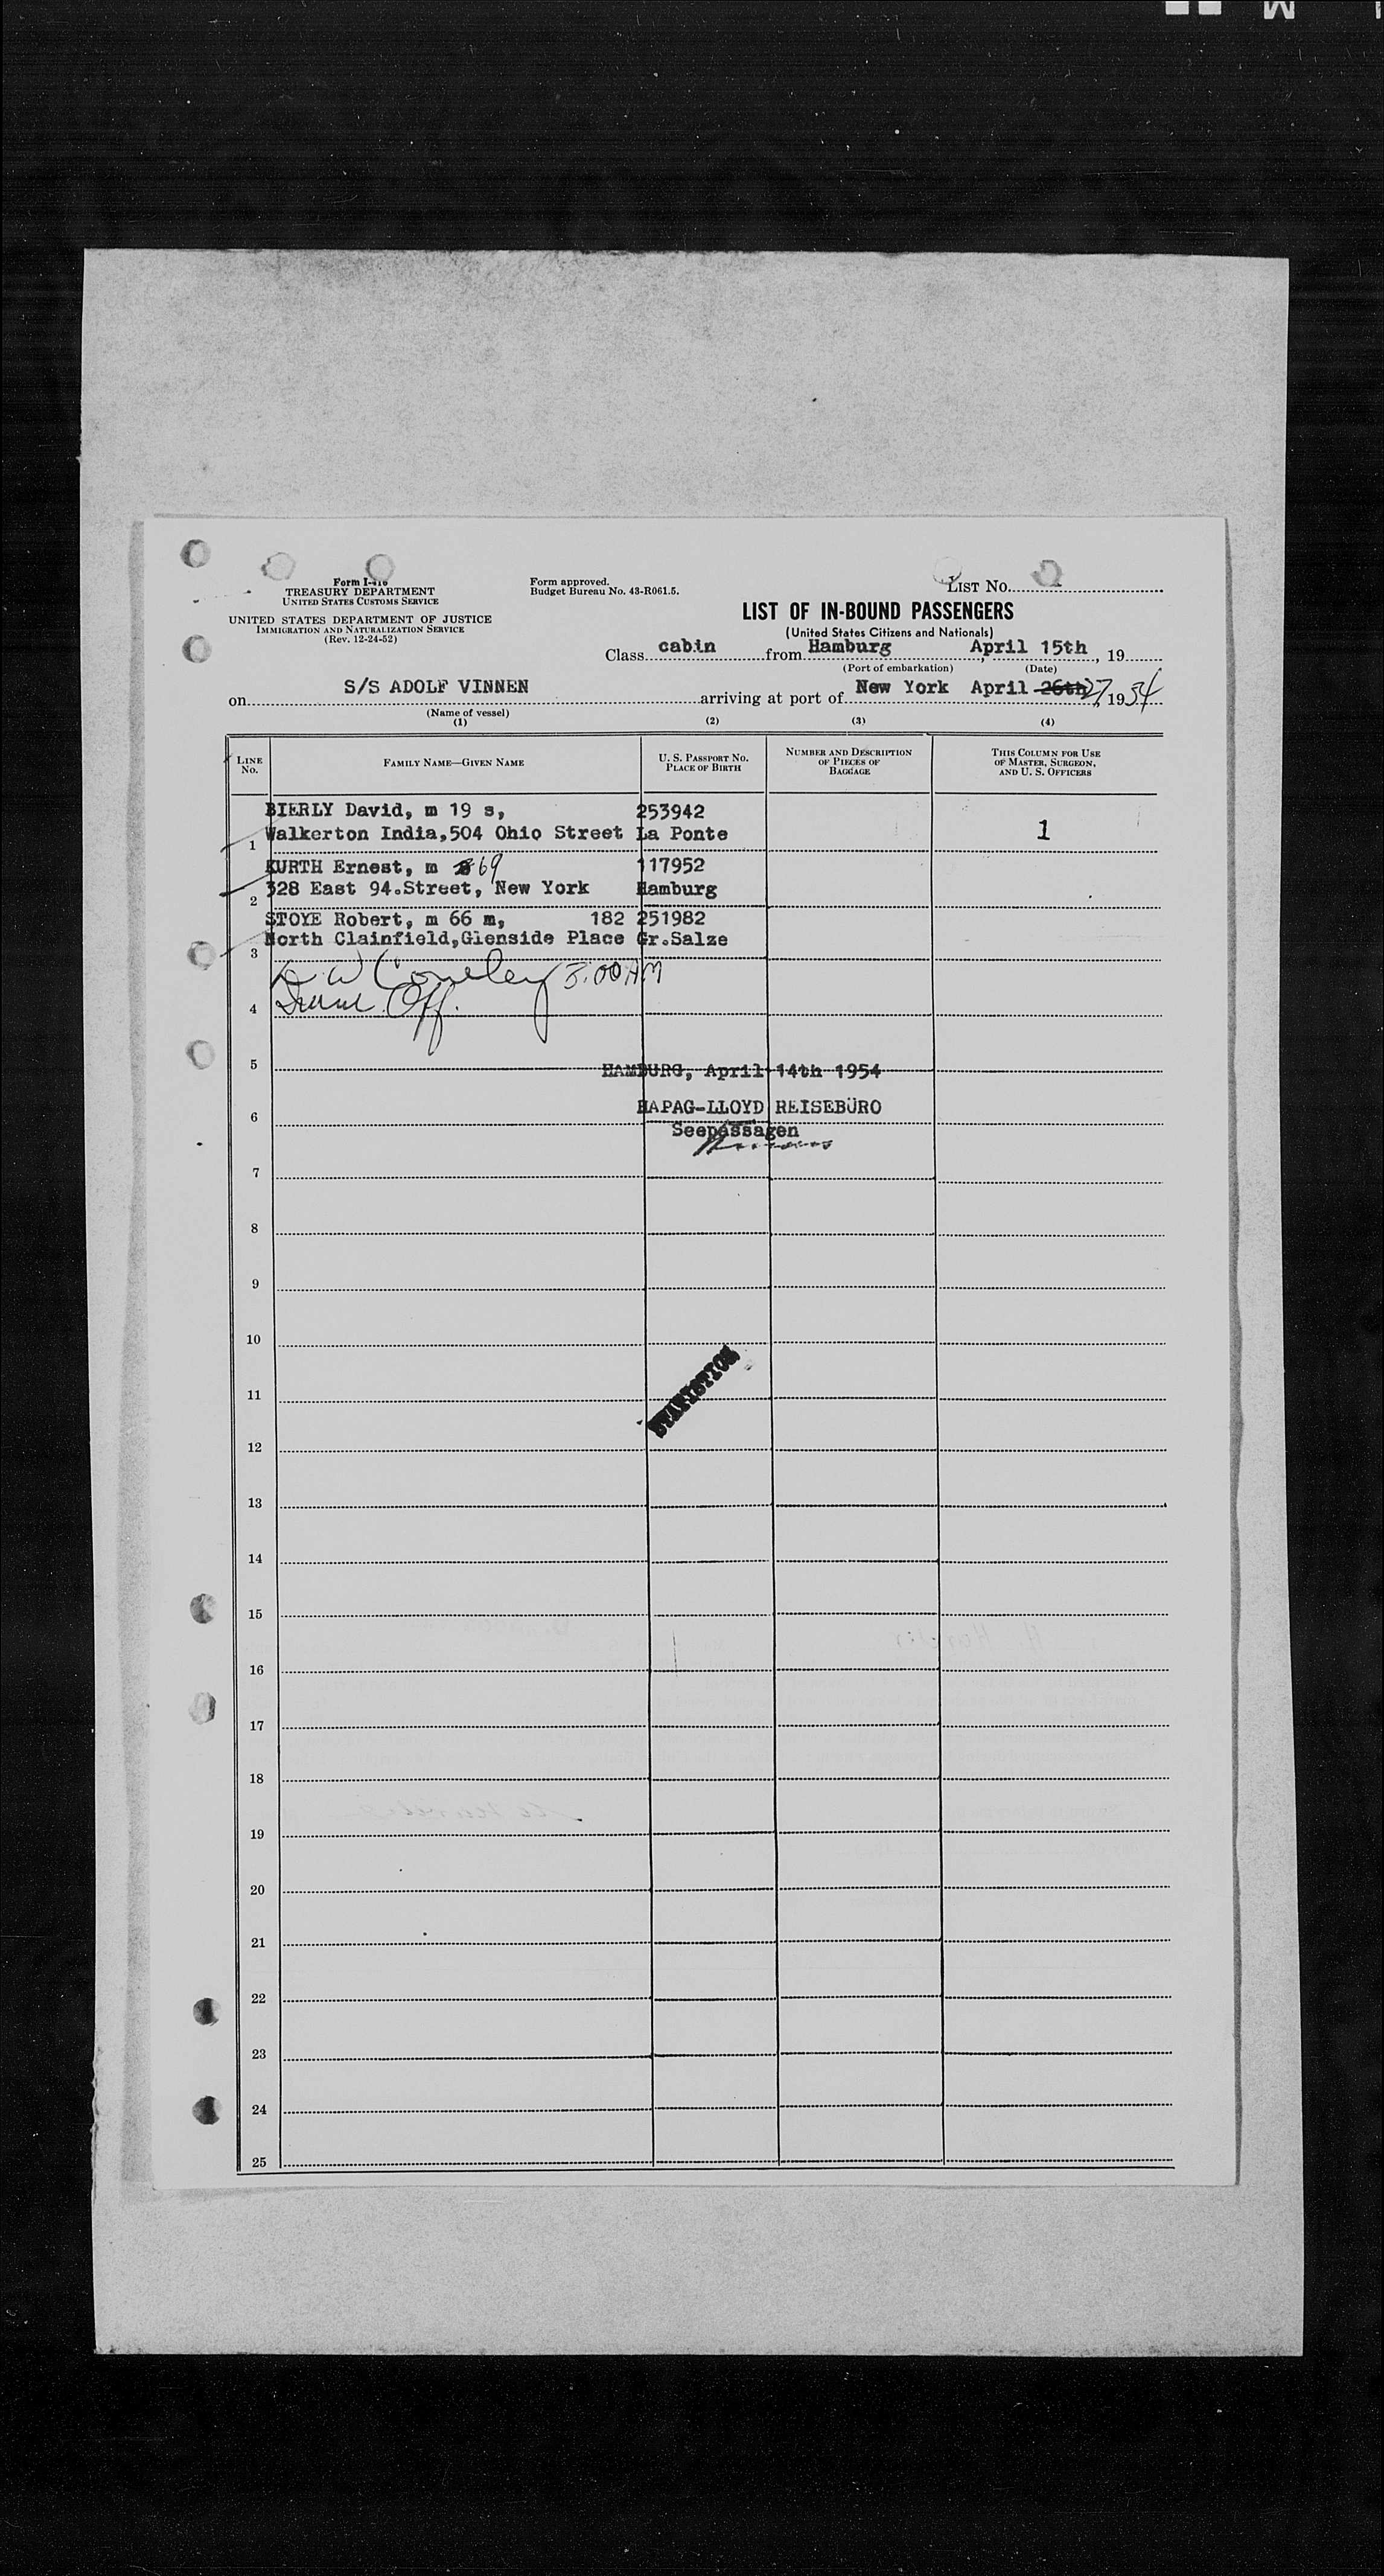 Form I-416
TREASURY DEPARTMENT
UNITED STATES CUSTOMS SERVICE
UNITED STATES DEPARTMENT OF JUSTICE
IMMIGRATION AND NATURALIZATION SERVICE
(Rev. 12-24-52)
Form approved.
Budget Bureau No. 43-R061.5.
LIST No.
LIST OF IN-BOUND PASSENGERS
(United States Citizens and Nationals)
Class cabin from Hamburg, April 15th, 19
(Port of embarkation) (Date)
on S/S ADOLF VINNEN arriving at port of New York April 26th 27, 1954
(Name of vessel)
(1) (2) (3) (4)
LINE No. FAMILY NAME—GIVEN NAME U. S. PASSPORT No. PLACE OF BIRTH NUMBER AND DESCRIPTION OF PIECES OF BAGGAGE THIS COLUMN FOR USE OF MASTER, SURGEON, AND U. S. OFFICERS
BIERLY David, m 19 s, 253942
1 Walkerton India,504 Ohio Street La Ponte 1
KURTH Ernest, m 69 117952
2 328 East 94.Street, New York Hamburg
STOYE Robert, m 66 m, 182 251982
3 North Clainfield,Glenside Place Gr.Salze
8:00 AM
4 Off.
5 HAMBURG, April 14th 1954
6 HAPAG-LLOYD REISEBÜRO
Seepassagen
7
8
9
10
11 STATISTICS
12
13
14
15
16
17
18
19
20
21
22
23
24
25